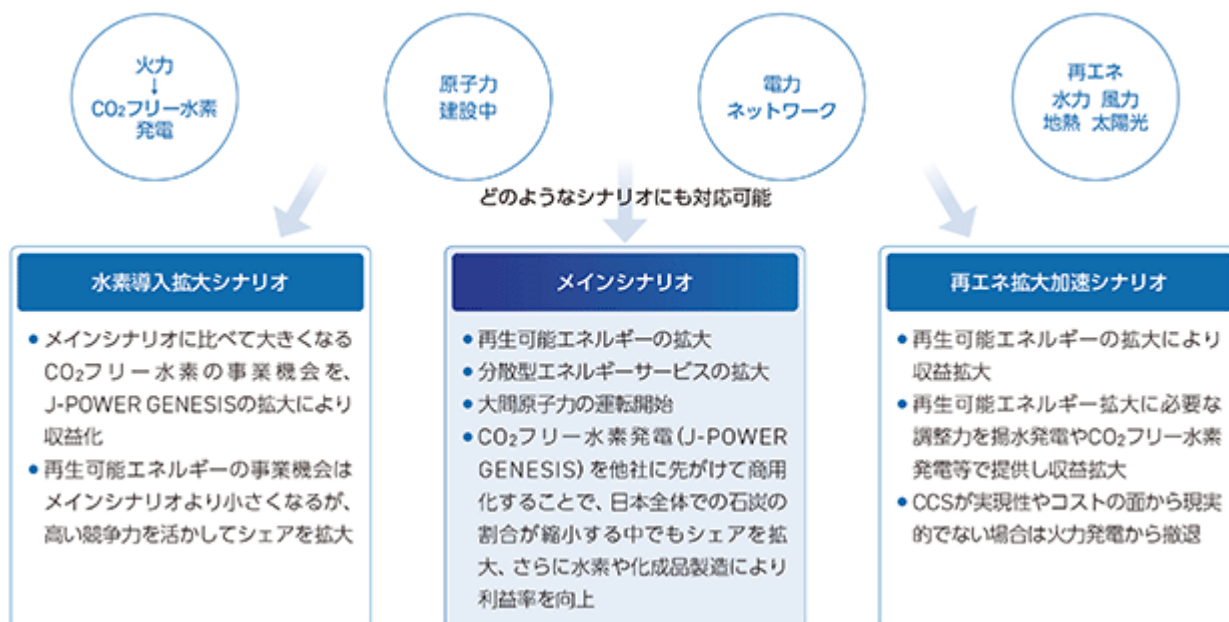 火力
↓
CO₂フリー水素
発電
原子力
建設中
電力
ネットワーク
再エネ
水力 風力
地熱 太陽光
どのようなシナリオにも対応可能
水素導入拡大シナリオ
● メインシナリオに比べて大きくなる
CO₂フリー水素の事業機会を、
J-POWER GENESISの拡大により
収益化
● 再生可能エネルギーの事業機会は
メインシナリオより小さくなるが、
高い競争力を活かしてシェアを拡大
メインシナリオ
● 再生可能エネルギーの拡大
● 分散型エネルギーサービスの拡大
● 大間原子力の運転開始
● CO₂フリー水素発電(J-POWER
GENESIS)を他社に先がけて商用
化することで、日本全体での石炭の
割合が縮小する中でもシェアを拡
大、さらに水素や化成品製造により
利益率を向上
再エネ拡大加速シナリオ
● 再生可能エネルギーの拡大により
収益拡大
● 再生可能エネルギー拡大に必要な
調整力を揚水発電やCO₂フリー水素
発電等で提供し収益拡大
● CCSが実現性やコストの面から現実
的でない場合は火力発電から撤退